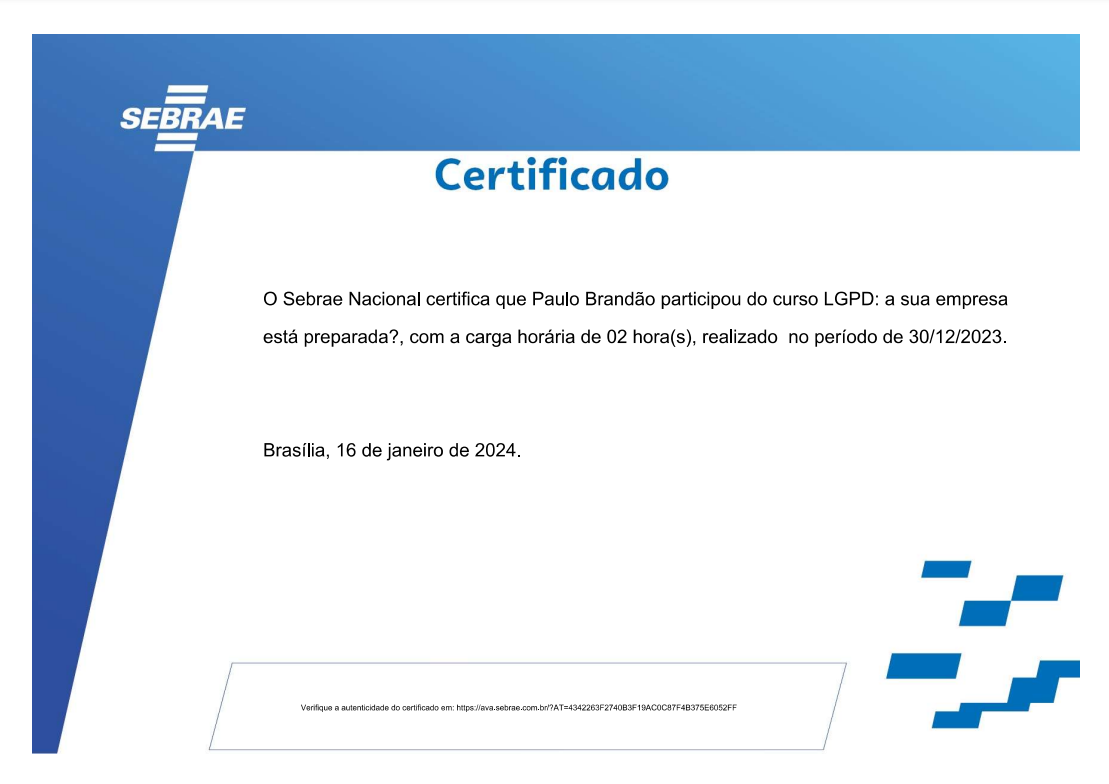 SEBRAE
Certificado
O Sebrae Nacional certifica que Paulo Brandão participou do curso LGPD: a sua empresa
está preparada?, com a carga horária de 02 hora(s), realizado  no período de 30/12/2023.
Brasília, 16 de janeiro de 2024.
Verifique a autenticidade do certificado em: https://ava.sebrae.com.br/?AT=4342263F2740B3F19AC0C87F4B375E6052FF